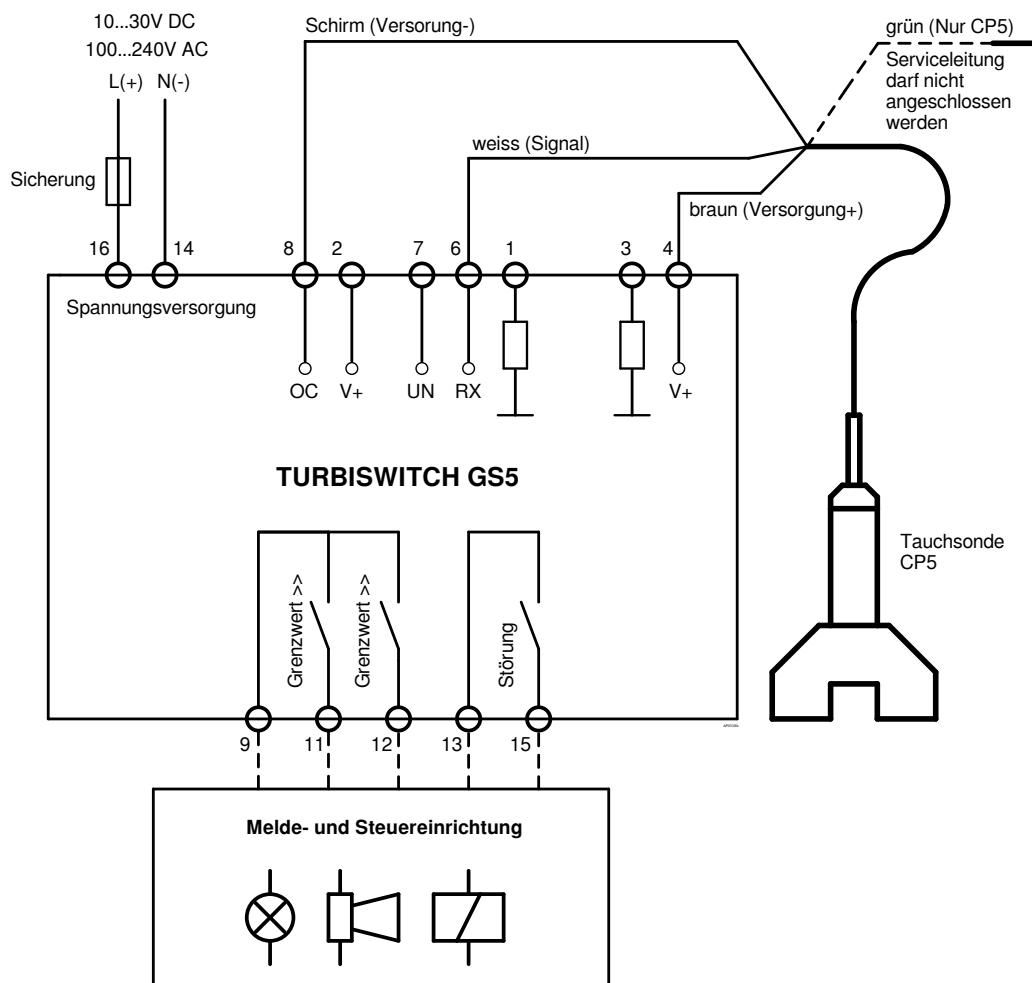 10...30V DC
100...240V AC
L(+) N(-)
Schirm (Versorung-)
grün (Nur CP5)
Serviceleitung
darf nicht
angeschlossen
werden
weiss (Signal)
Sicherung
braun (Versorgung+)
16 14 8 2 7 6 1 3 4
Spannungsversorgung
OC V+ UN RX V+
TURBISWITCH GS5
Tauchsonde
CP5
Grenzwert >>
Grenzwert >>
Störung
9 11 12 13 15
Melde- und Steuereinrichtung